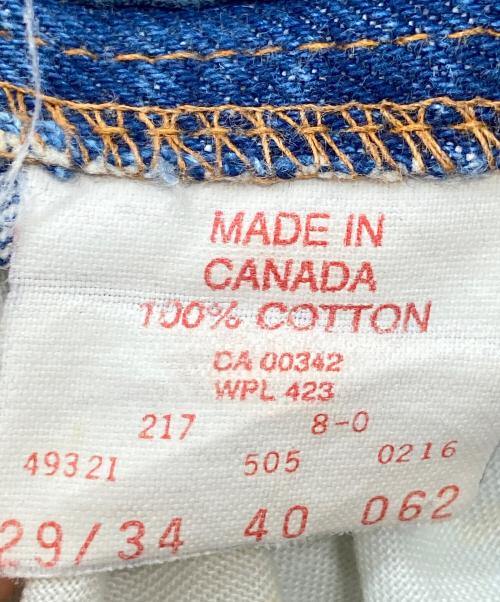 MADE IN
CANADA
100% COTTON
CA 00342
WPL 423
217 8-0
49321 505 0216
29/34 40 062